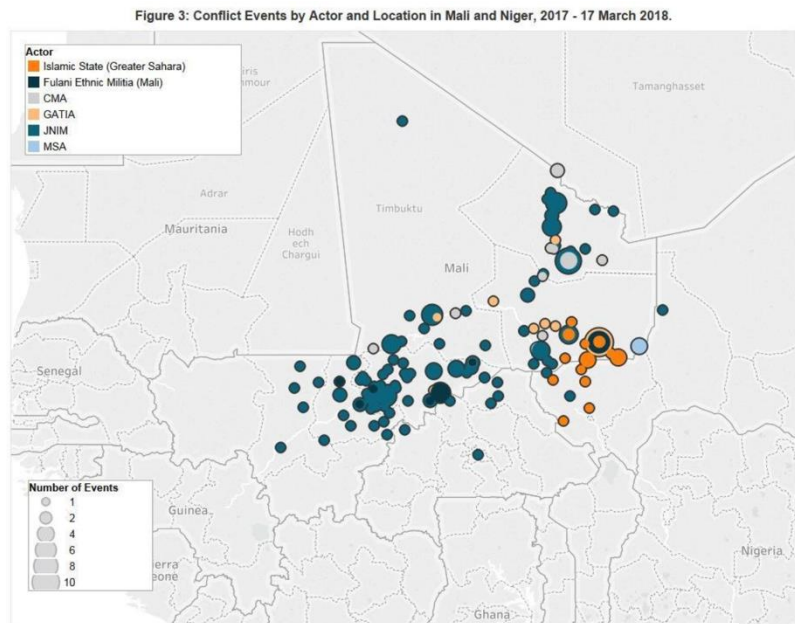 Figure 3: Conflict Events by Actor and Location in Mali and Niger, 2017 - 17 March 2018.
Actor
Islamic State (Greater Sahara)
Fulani Ethnic Militia (Mali)
CMA
GATIA
JNIM
MSA
Tamanghasset
Adrar
Timbuktu
Mauritania
Hodh
ech
Chargui
Mali
Senegal
Number of Events
1
2
4
6
8
10
Guinea
Nigeria
Ghana